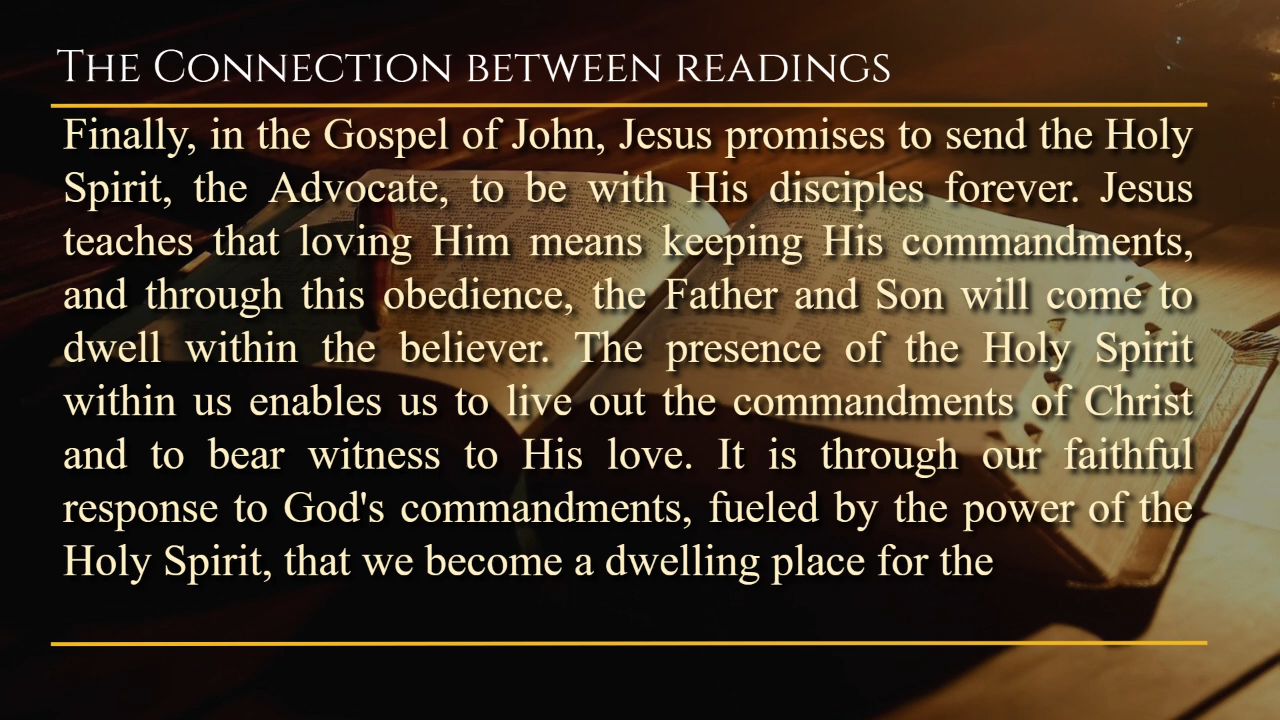 The Connection between readings
Finally, in the Gospel of John, Jesus promises to send the Holy
Spirit, the Advocate, to be with His disciples forever. Jesus
teaches that loving Him means keeping His commandments,
and through this obedience, the Father and Son will come to
dwell within the believer. The presence of the Holy Spirit
within us enables us to live out the commandments of Christ
and to bear witness to His love. It is through our faithful
response to God's commandments, fueled by the power of the
Holy Spirit, that we become a dwelling place for the